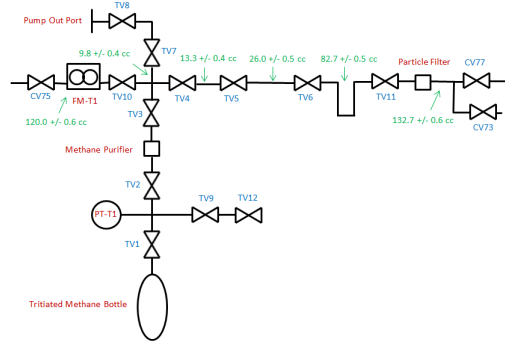 TV8
Pump Out Port
TV7
9.8 +/- 0.4 cc
13.3 +/- 0.4 cc
26.0 +/- 0.5 cc
82.7 +/- 0.5 cc
Particle Filter
CV77
CV75
FM-T1
TV10
TV4
TV5
TV6
TV11
TV3
120.0 +/- 0.6 cc
132.7 +/- 0.6 cc
CV73
Methane Purifier
TV2
PT-T1
TV9
TV12
TV1
Tritiated Methane Bottle